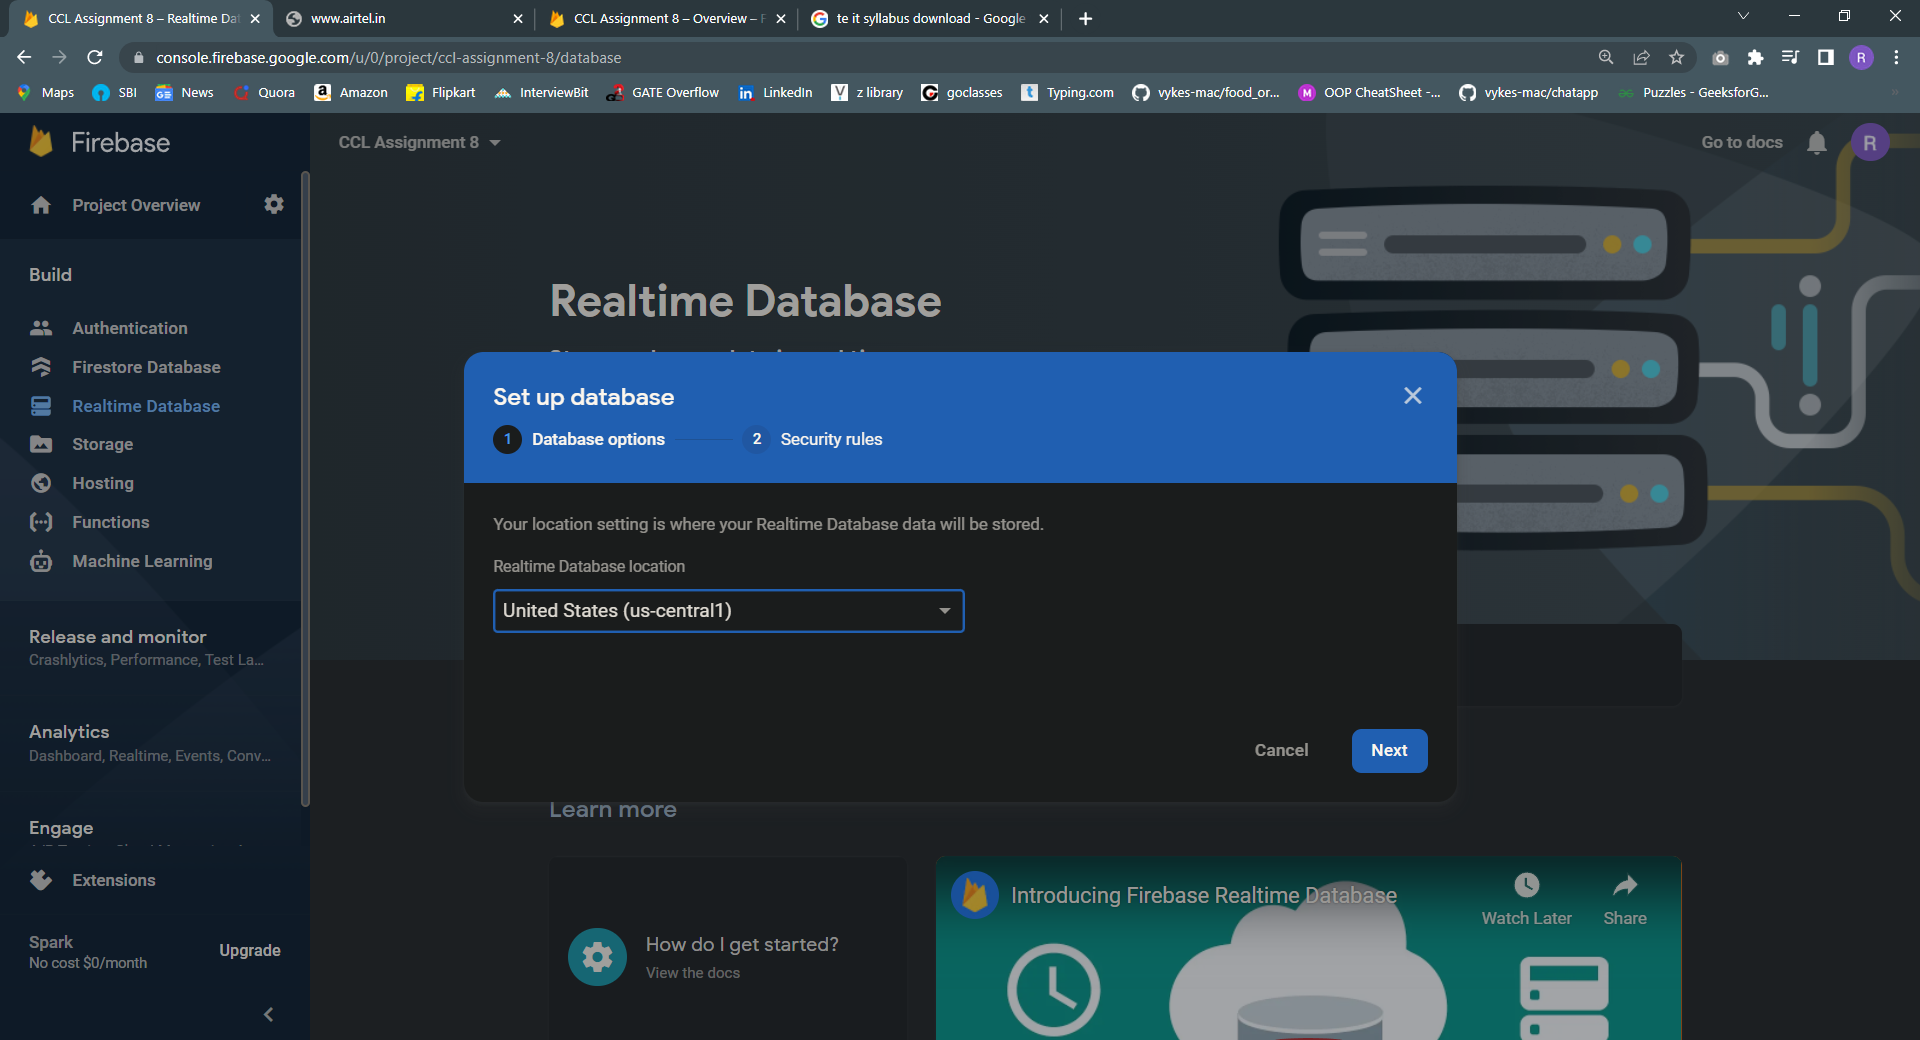 CCL Assignment 8 – Realtime Dat
www.airtel.in
CCL Assignment 8 – Overview – F
te it syllabus download - Google
console.firebase.google.com/u/0/project/ccl-assignment-8/database
R
Maps
SBI
News
Quora
Amazon
Flipkart
InterviewBit
GATE Overflow
LinkedIn
z library
goclasses
Typing.com
vykes-mac/food_or...
OOP CheatSheet -...
vykes-mac/chatapp
Puzzles - GeeksforG...
Firebase
CCL Assignment 8
Go to docs
R
Project Overview
Build
Authentication
Firestore Database
Realtime Database
Storage
Hosting
Functions
Machine Learning
Release and monitor
Crashlytics, Performance, Test La...
Analytics
Dashboard, Realtime, Events, Conv...
Engage
Extensions
Spark
No cost $0/month
Upgrade
Realtime Database
Set up database
1 Database options
2 Security rules
Your location setting is where your Realtime Database data will be stored.
Realtime Database location
United States (us-central1)
Cancel
Next
Learn more
How do I get started?
View the docs
Introducing Firebase Realtime Database
Watch Later
Share